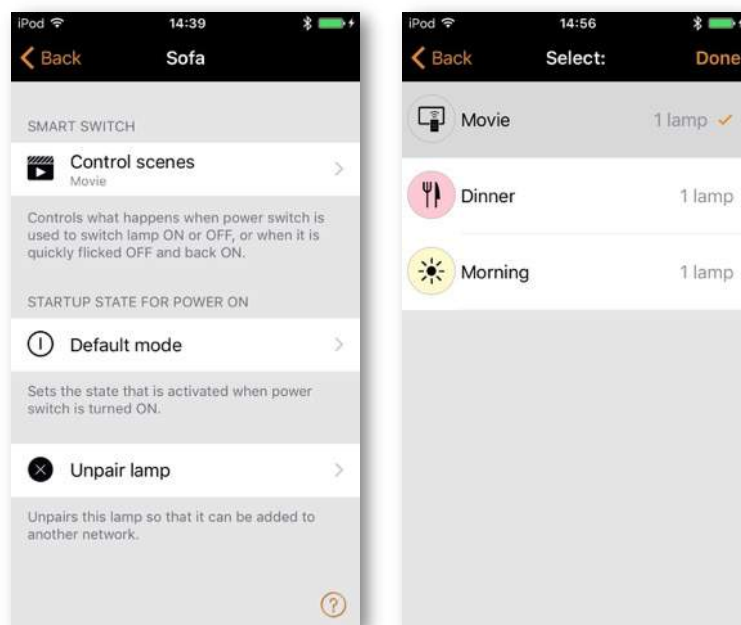 iPod 14:39
Back Sofa
SMART SWITCH
Control scenes
Movie
Controls what happens when power switch is
used to switch lamp ON or OFF, or when it is
quickly flicked OFF and back ON.
STARTUP STATE FOR POWER ON
Default mode
Sets the state that is activated when power
switch is turned ON.
Unpair lamp
Unpairs this lamp so that it can be added to
another network.
?
iPod 14:56
Back Select: Done
Movie 1 lamp
Dinner 1 lamp
Morning 1 lamp